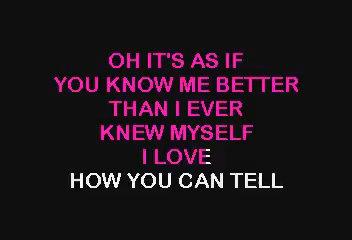 OH IT'S AS IF
YOU KNOW ME BETTER
THAN I EVER
KNEW MYSELF
I LOVE
HOW YOU CAN TELL